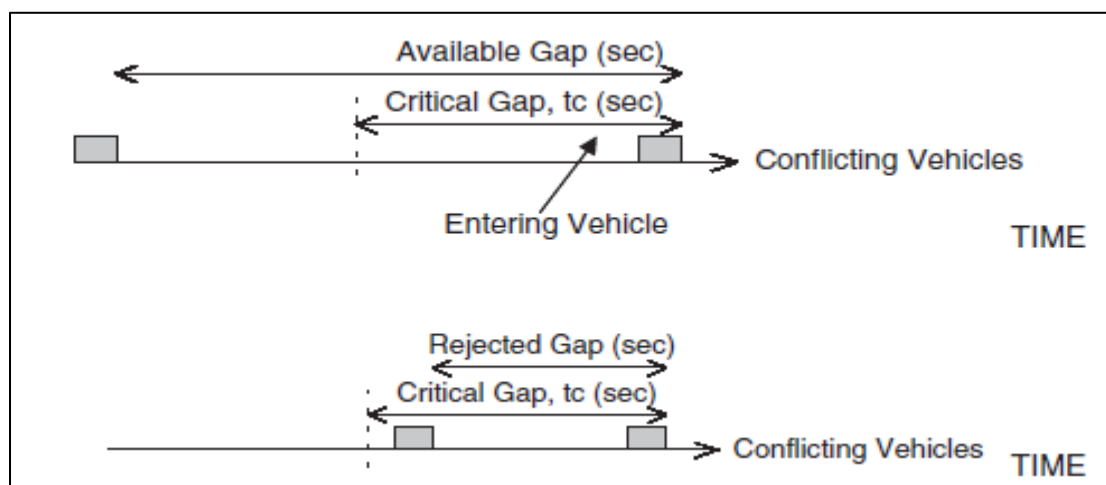 Available Gap (sec)
Critical Gap, tc (sec)
Conflicting Vehicles
Entering Vehicle
TIME
Rejected Gap (sec)
Critical Gap, tc (sec)
Conflicting Vehicles
TIME